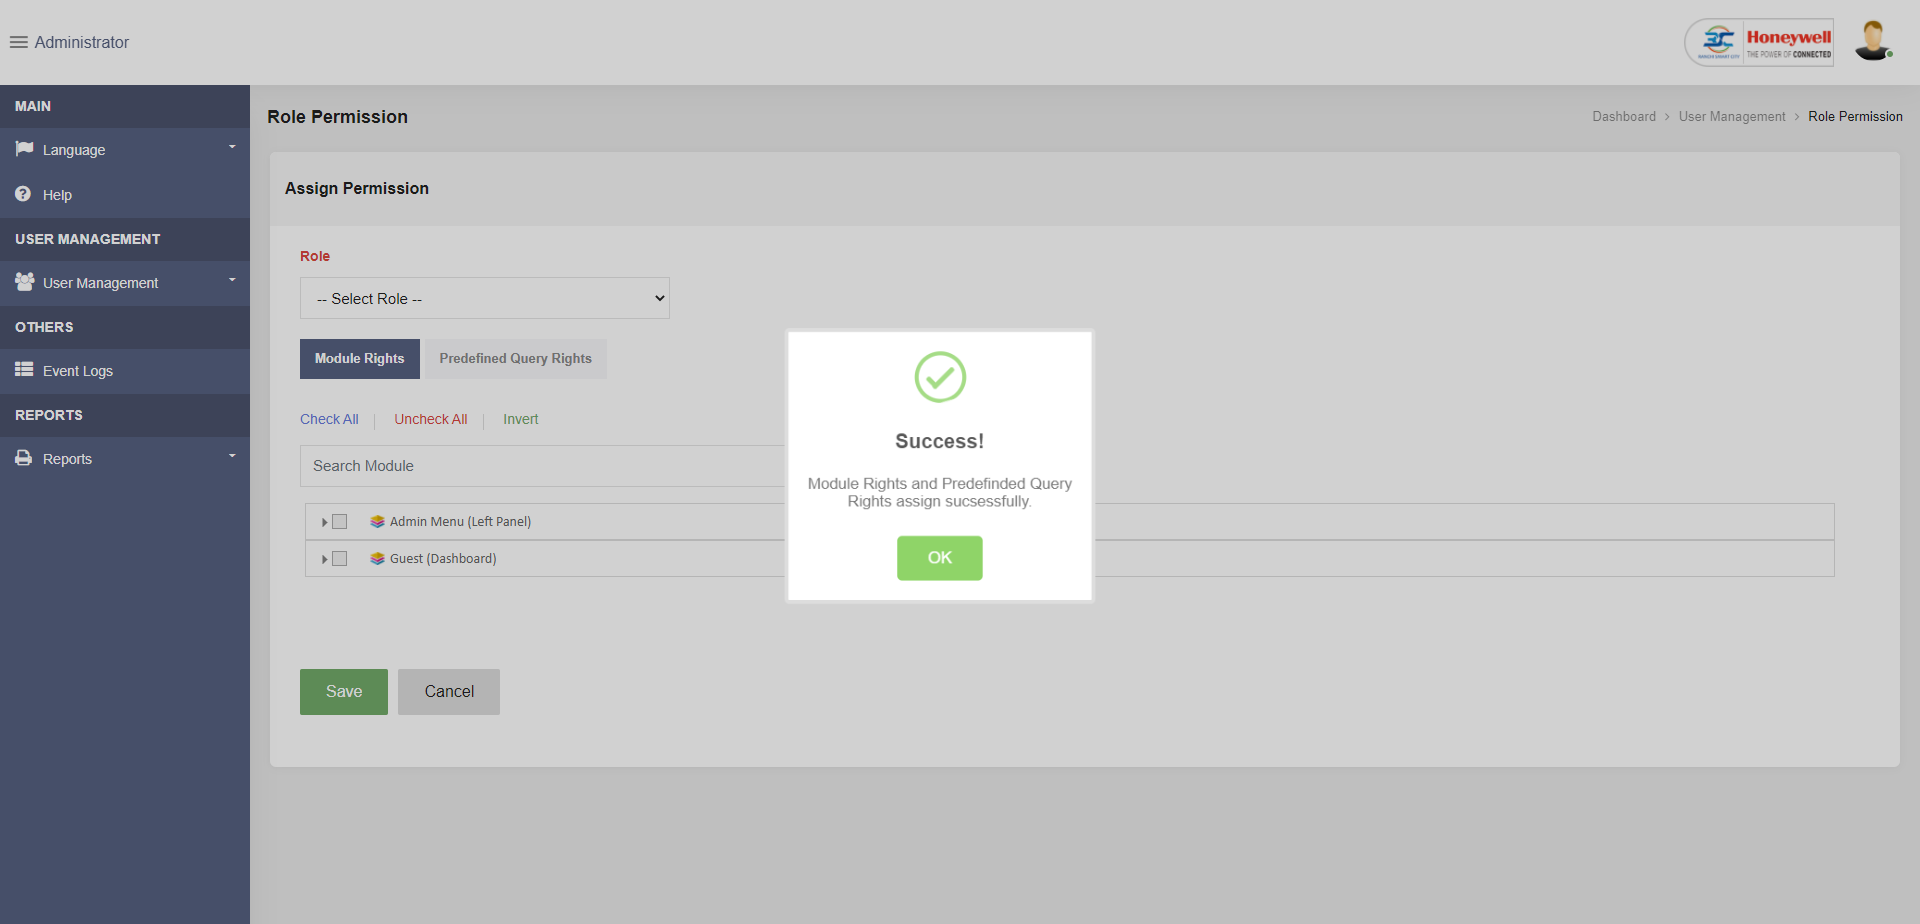 Administrator
Honeywell
THE POWER OF CONNECTED
MAIN
Language
Help
USER MANAGEMENT
User Management
OTHERS
Event Logs
REPORTS
Reports
Role Permission
Dashboard > User Management > Role Permission
Assign Permission
Role
-- Select Role --
Module Rights
Predefined Query Rights
Check All
Uncheck All
Invert
Search Module
Admin Menu (Left Panel)
Guest (Dashboard)
Save
Cancel
Success!
Module Rights and Predefinded Query
Rights assign sucsessfully.
OK